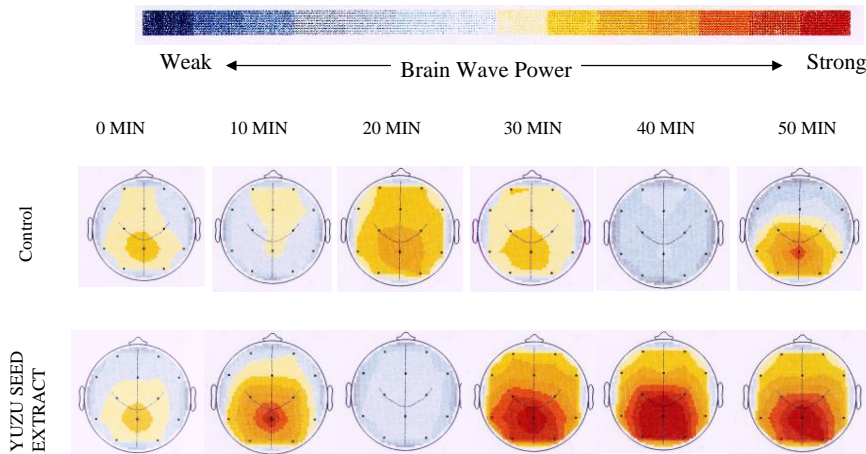 Weak Brain Wave Power Strong
0 MIN 10 MIN 20 MIN 30 MIN 40 MIN 50 MIN
Control
YUZU SEED
EXTRACT